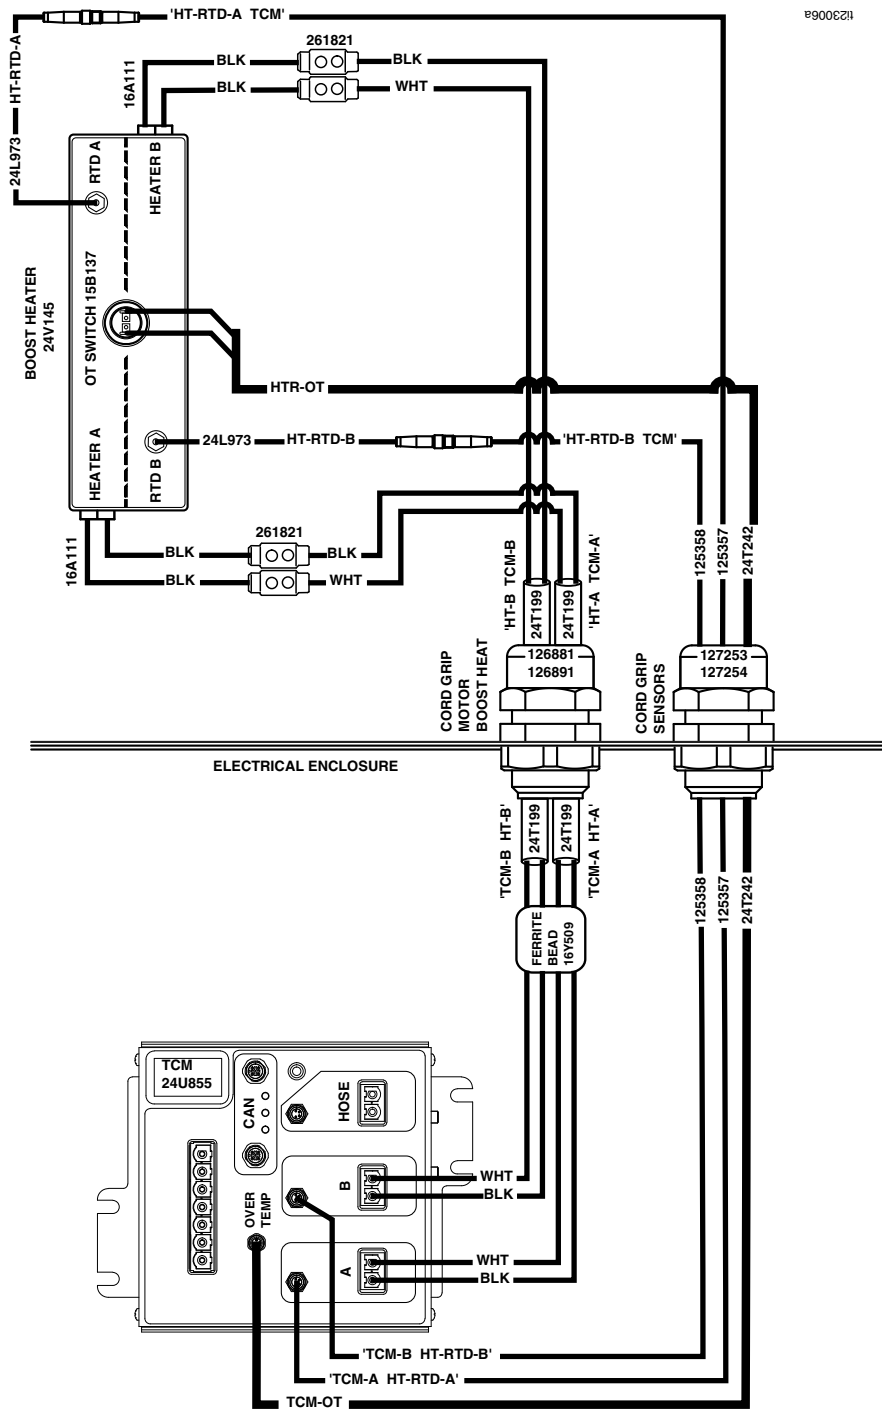 'HT-RTD-A TCM'
ti23006a
HT-RTD-A
24L973
16A111
BLK
261821
BLK
BLK
WHT
RTD A
HEATER B
BOOST HEATER
24V145
OT SWITCH 15B137
HTR-OT
HEATER A
RTD B
24L973
HT-RTD-B
'HT-RTD-B TCM'
16A111
BLK
261821
BLK
BLK
WHT
'HT-B TCM-B
24T199
24T199
'HT-A TCM-A'
125358
125357
24T242
CORD GRIP
MOTOR
BOOST HEAT
126881
126891
CORD GRIP
SENSORS
127253
127254
ELECTRICAL ENCLOSURE
'TCM-B HT-B'
24T199
24T199
'TCM-A HT-A'
125358
125357
24T242
FERRITE
BEAD
16Y509
TCM
24U855
CAN
HOSE
B
WHT
BLK
OVER
TEMP
A
WHT
BLK
'TCM-B HT-RTD-B'
'TCM-A HT-RTD-A'
TCM-OT